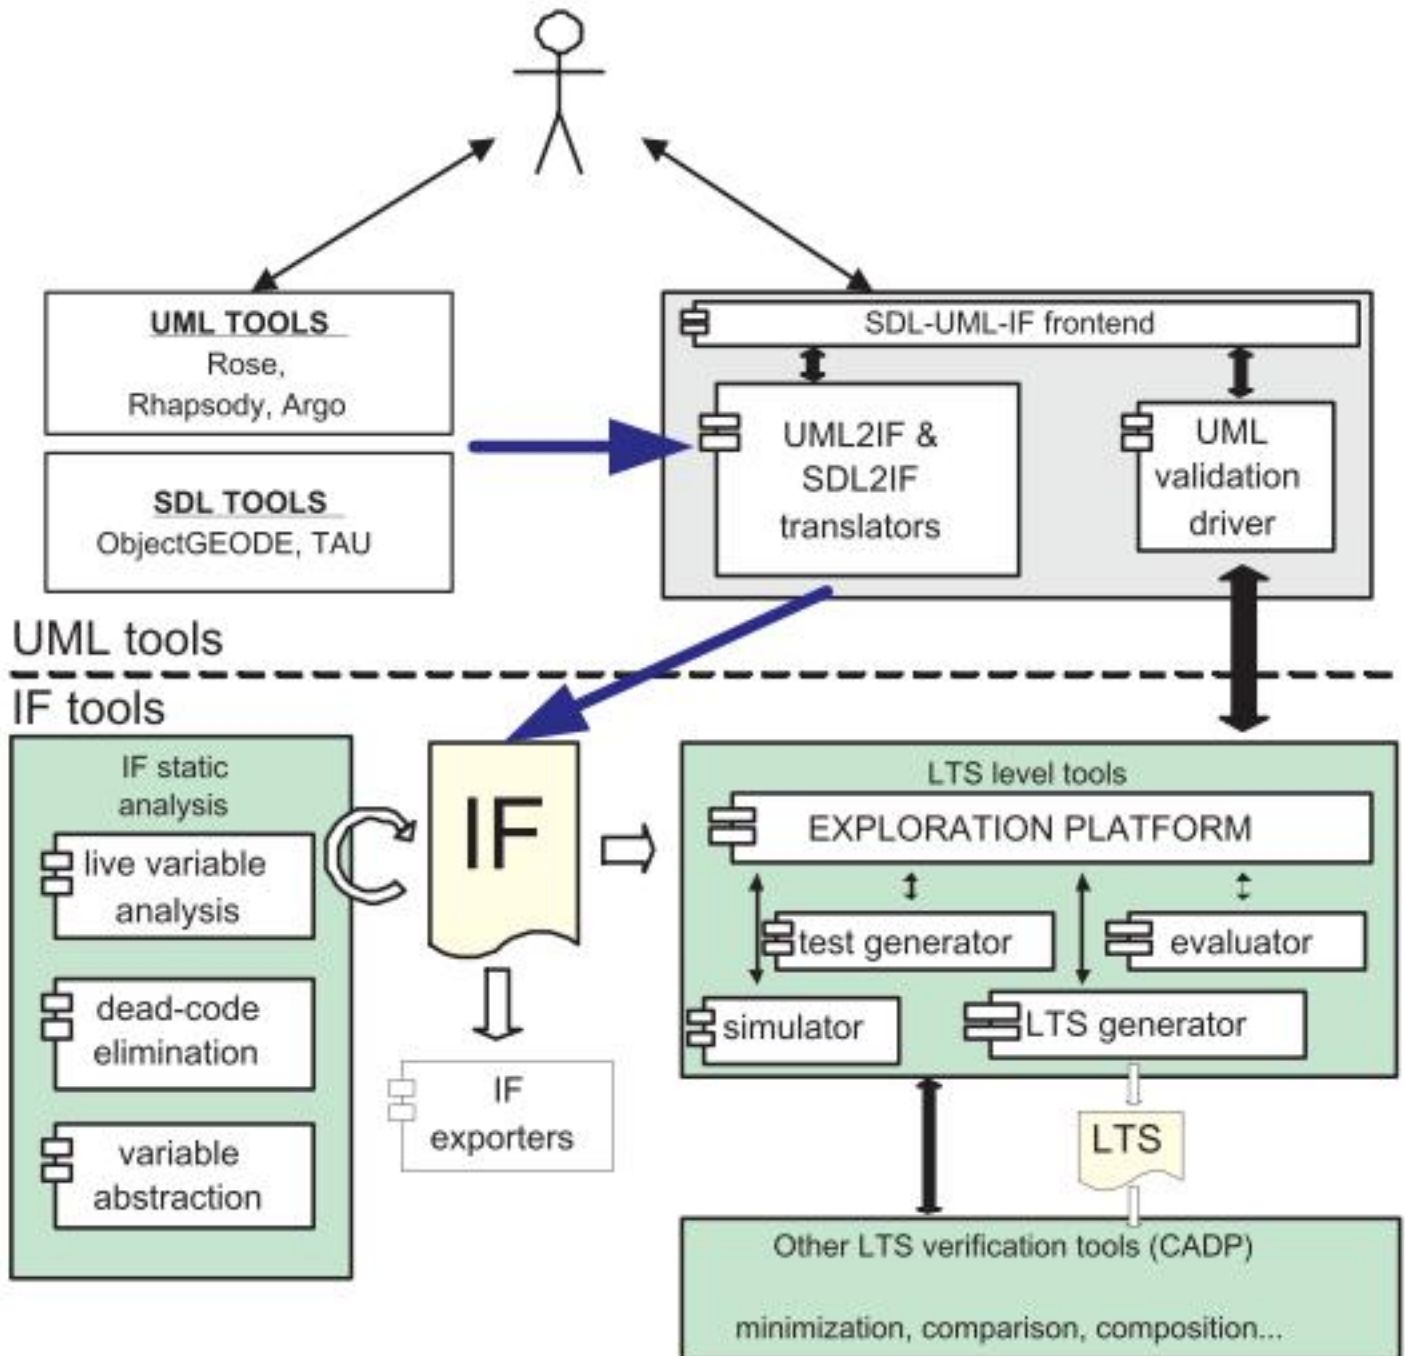 UML TOOLS
Rose,
Rhapsody, Argo
SDL TOOLS
ObjectGEODE, TAU
SDL-UML-IF frontend
UML2IF &
SDL2IF
translators
UML
validation
driver
UML tools
IF tools
IF static
analysis
live variable
analysis
dead-code
elimination
variable
abstraction
IF
IF
exporters
LTS level tools
EXPLORATION PLATFORM
test generator
evaluator
simulator
LTS generator
LTS
Other LTS verification tools (CADP)
minimization, comparison, composition...